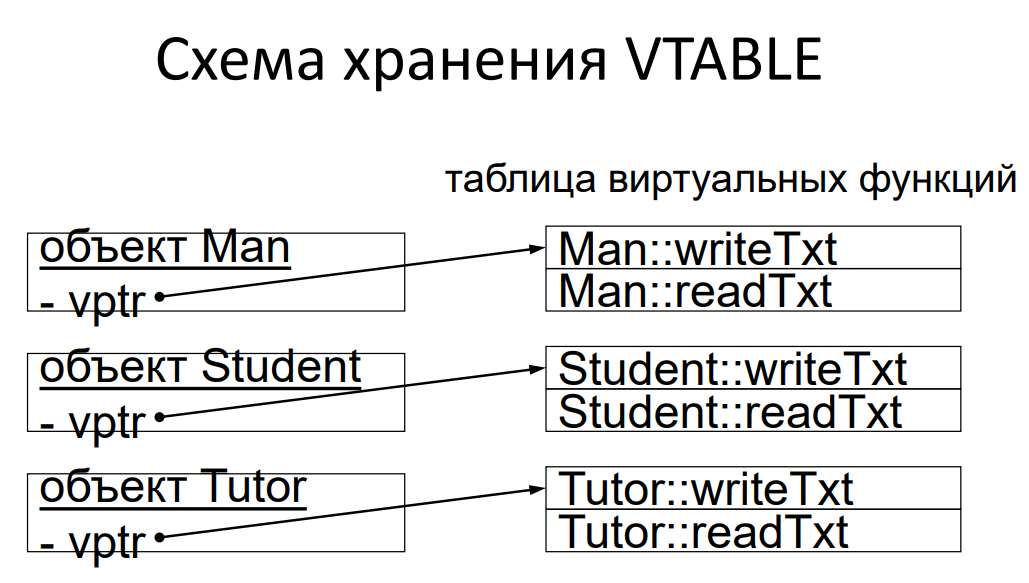 Схема хранения VTABLE
таблица виртуальных функций
объект Man
- vptr
Man::writeTxt
Man::readTxt
объект Student
- vptr
Student::writeTxt
Student::readTxt
объект Tutor
- vptr
Tutor::writeTxt
Tutor::readTxt